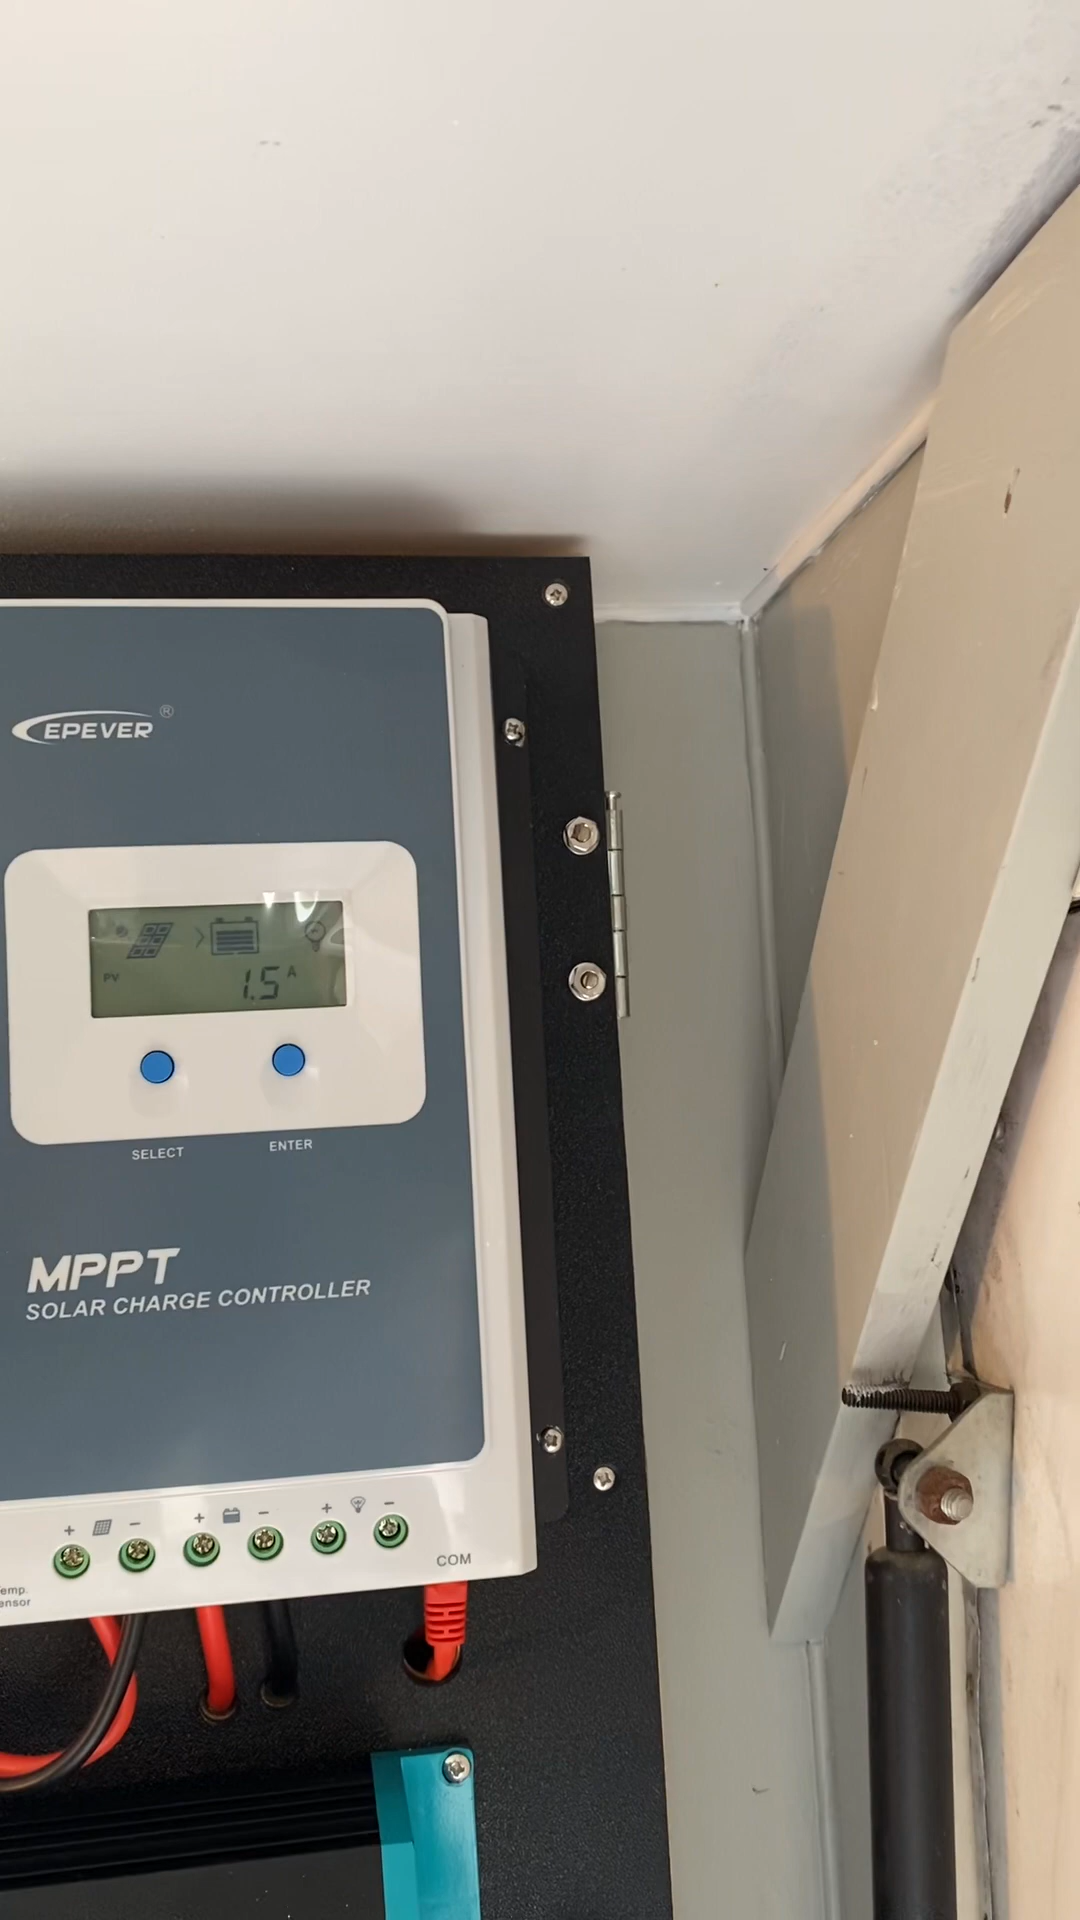 EPEVER ®
PV 1.5 A
SELECT ENTER
MPPT
SOLAR CHARGE CONTROLLER
+ - + - + -
COM
emp.
ensor